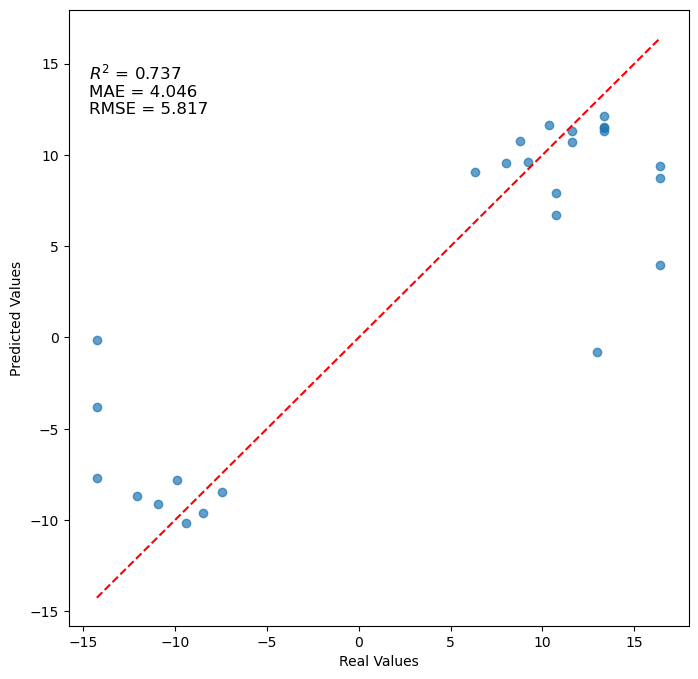 R² = 0.737
MAE = 4.046
RMSE = 5.817
15
10
5
0
−5
−10
−15
Predicted Values
−15 −10 −5 0 5 10 15
Real Values